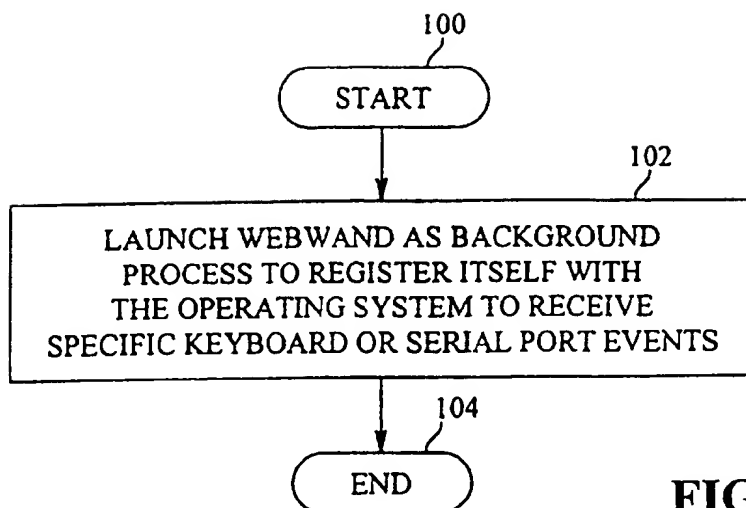 100
START
102
LAUNCH WEBWAND AS BACKGROUND
PROCESS TO REGISTER ITSELF WITH
THE OPERATING SYSTEM TO RECEIVE
SPECIFIC KEYBOARD OR SERIAL PORT EVENTS
104
END
FIG